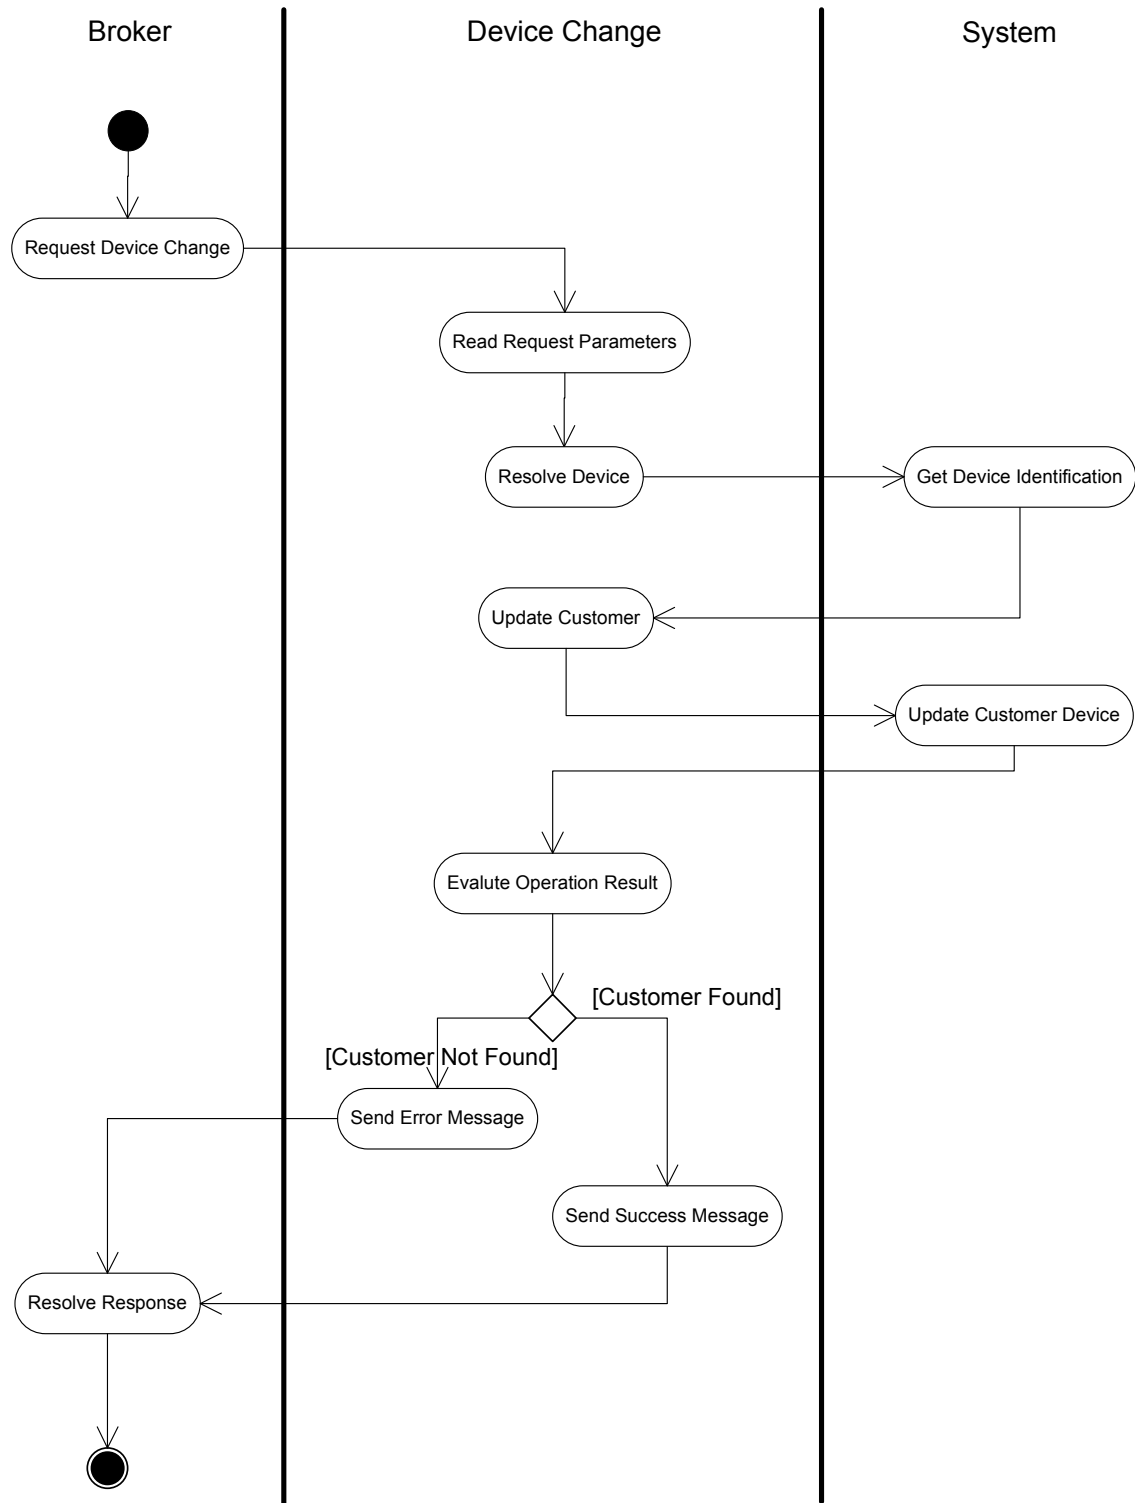 Broker
Device Change
System
Request Device Change
Read Request Parameters
Resolve Device
Get Device Identification
Update Customer
Update Customer Device
Evalute Operation Result
[Customer Found]
[Customer Not Found]
Send Error Message
Send Success Message
Resolve Response